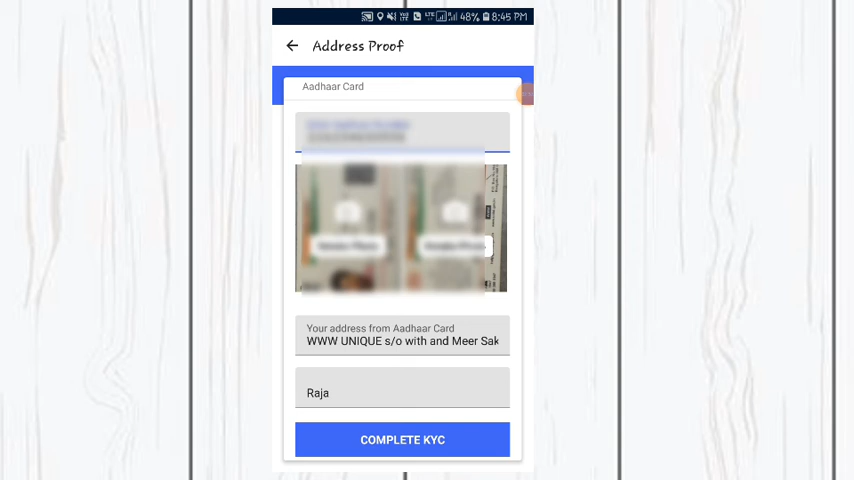 48% 8:45 PM
Address Proof
Aadhaar Card
Your address from Aadhaar Card
WWW UNIQUE s/o with and Meer Sak
Raja
COMPLETE KYC